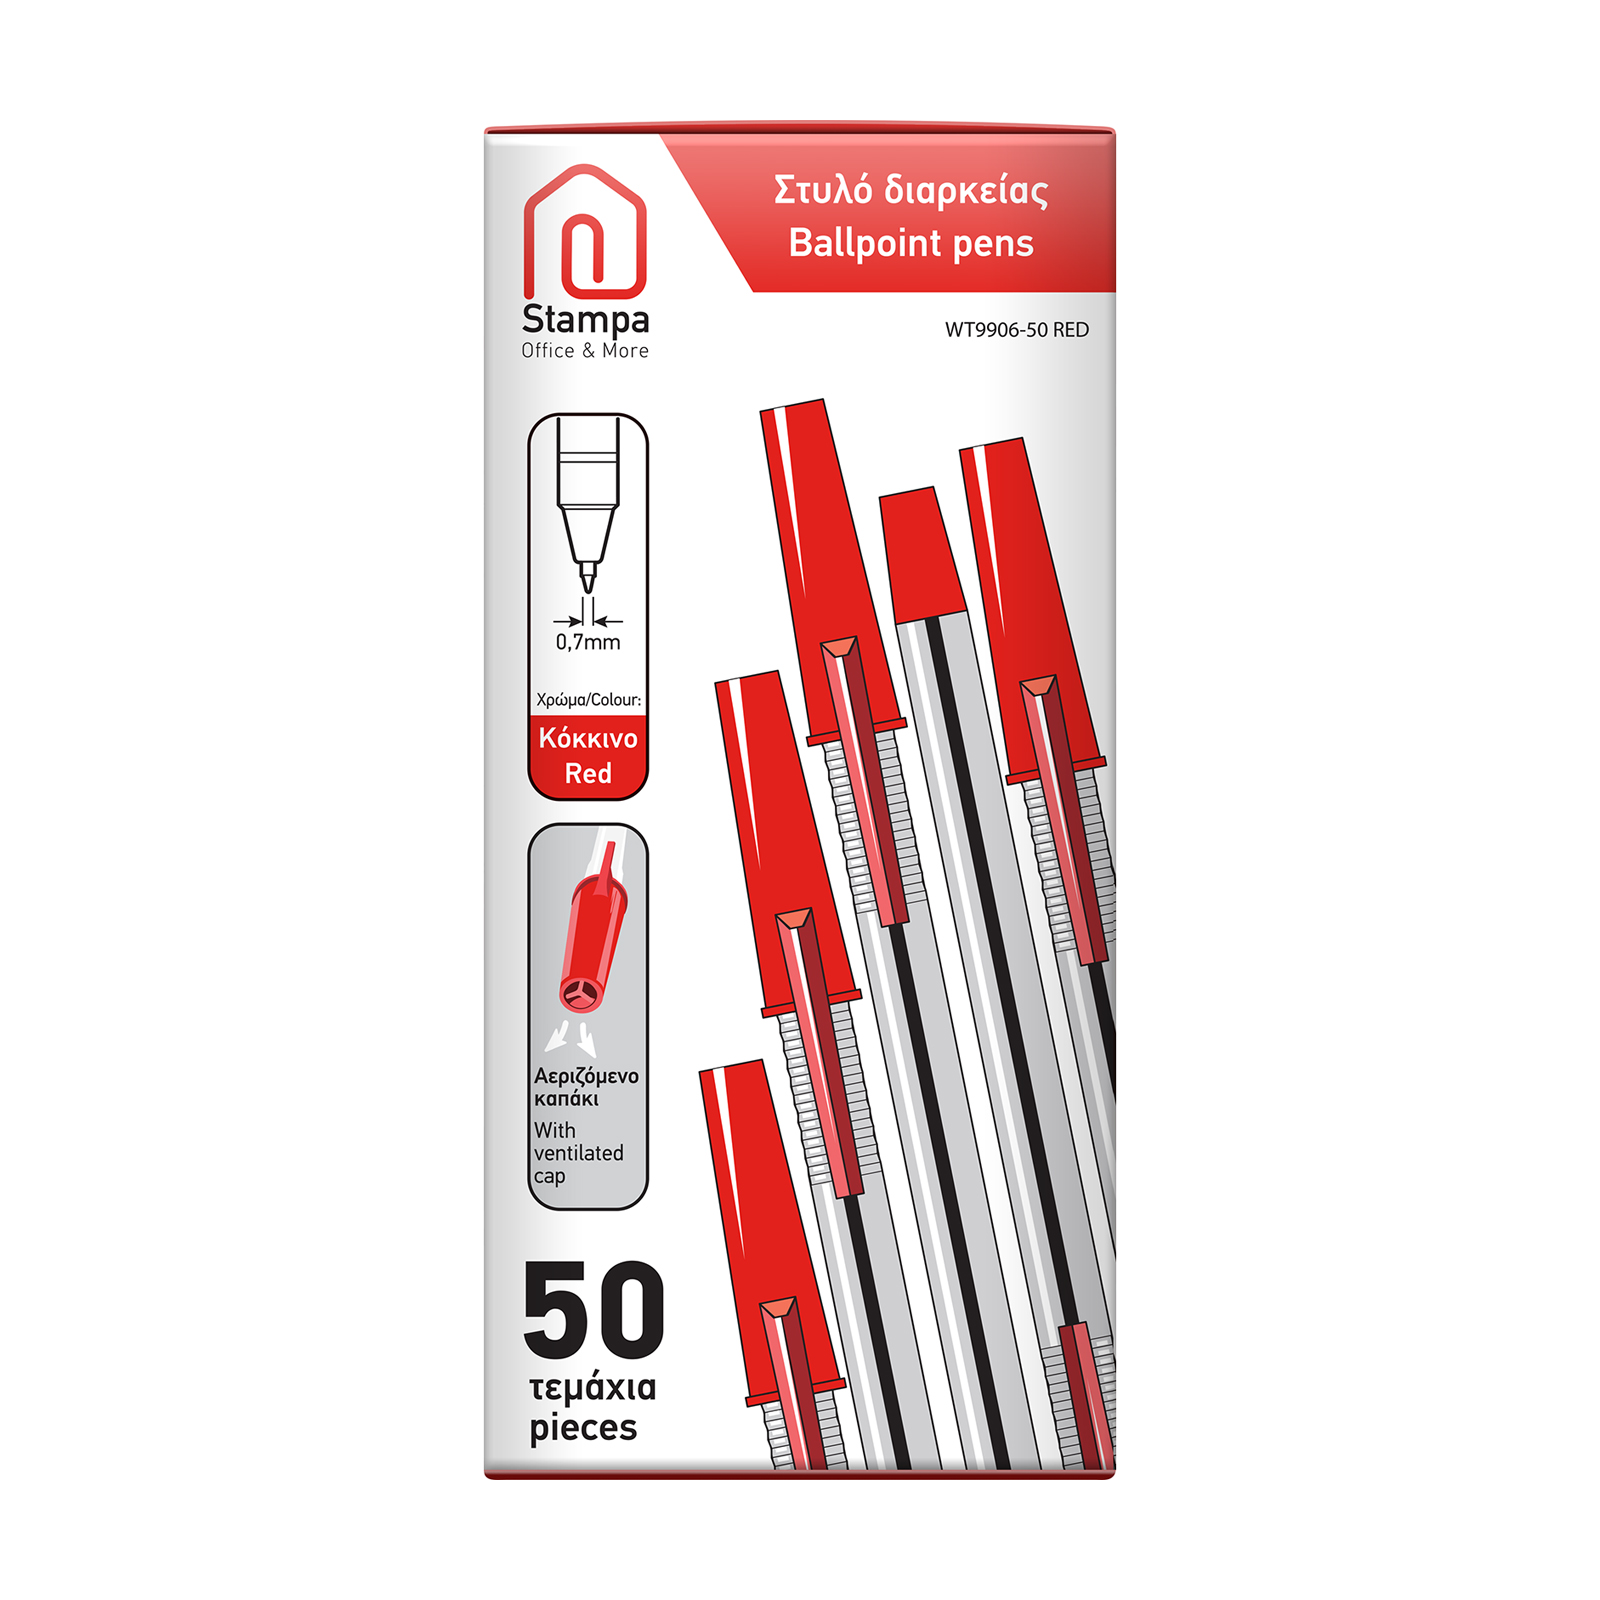 Στυλό διαρκείας
Ballpoint pens
Stampa
Office & More
WT9906-50 RED
0,7mm
Χρώμα/Colour:
Κόκκινο
Red
Αεριζόμενο
καπάκι
With
ventilated
cap
50
τεμάχια
pieces